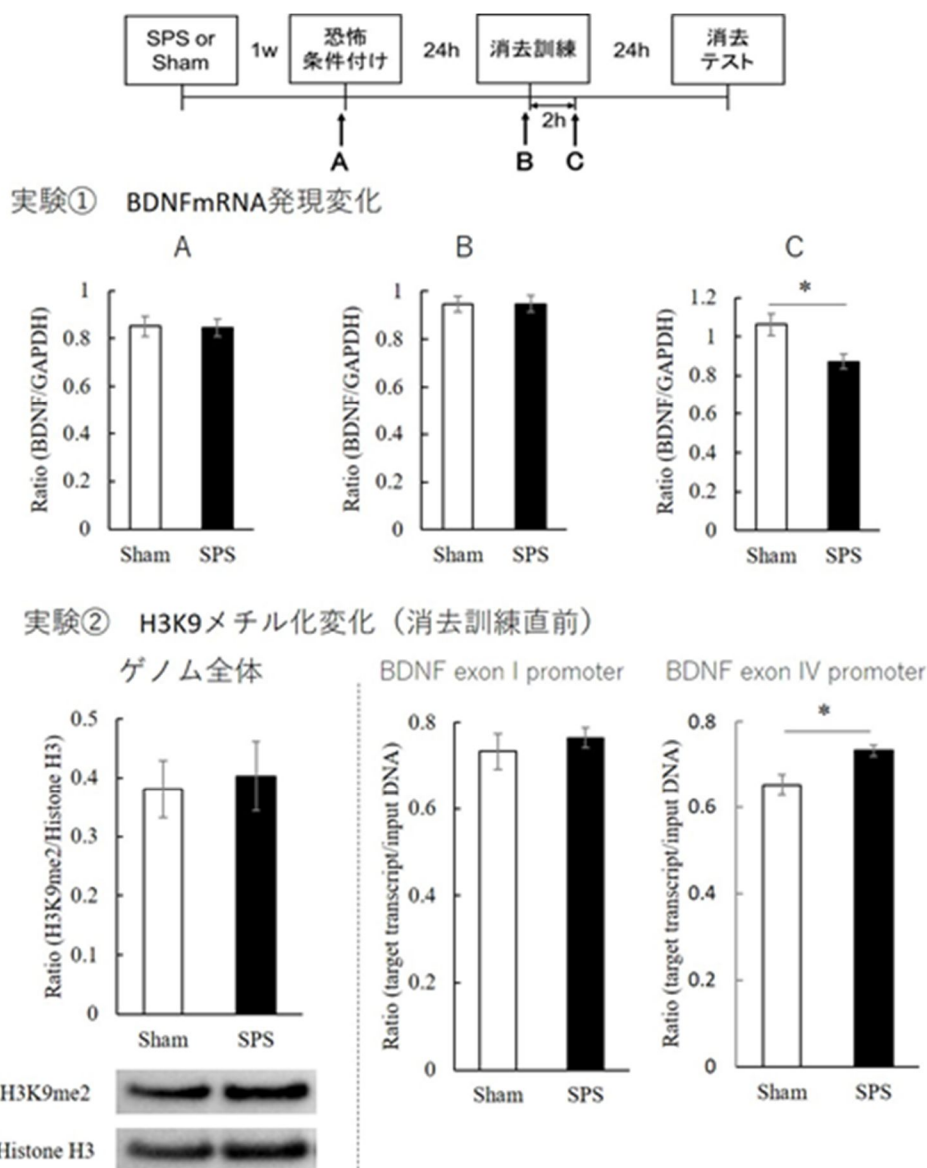 SPS or
Sham
1w
恐怖
条件付け
24h
消去訓練
24h
消去
テスト
2h
A
B
C
実験① BDNFmRNA発現変化
A
B
C
Ratio (BDNF/GAPDH)
1
0.8
0.6
0.4
0.2
0
Sham
SPS
Ratio (BDNF/GAPDH)
1
0.8
0.6
0.4
0.2
0
Sham
SPS
Ratio (BDNF/GAPDH)
1.2
1
0.8
0.6
0.4
0.2
0
*
Sham
SPS
実験② H3K9メチル化変化（消去訓練直前）
ゲノム全体
BDNF exon I promoter
BDNF exon IV promoter
Ratio (H3K9me2/Histone H3)
0.5
0.4
0.3
0.2
0.1
0
Sham
SPS
H3K9me2
Histone H3
Ratio (target transcript/input DNA)
0.8
0.6
0.4
0.2
0
Sham
SPS
Ratio (target transcript/input DNA)
0.8
0.6
0.4
0.2
0
*
Sham
SPS